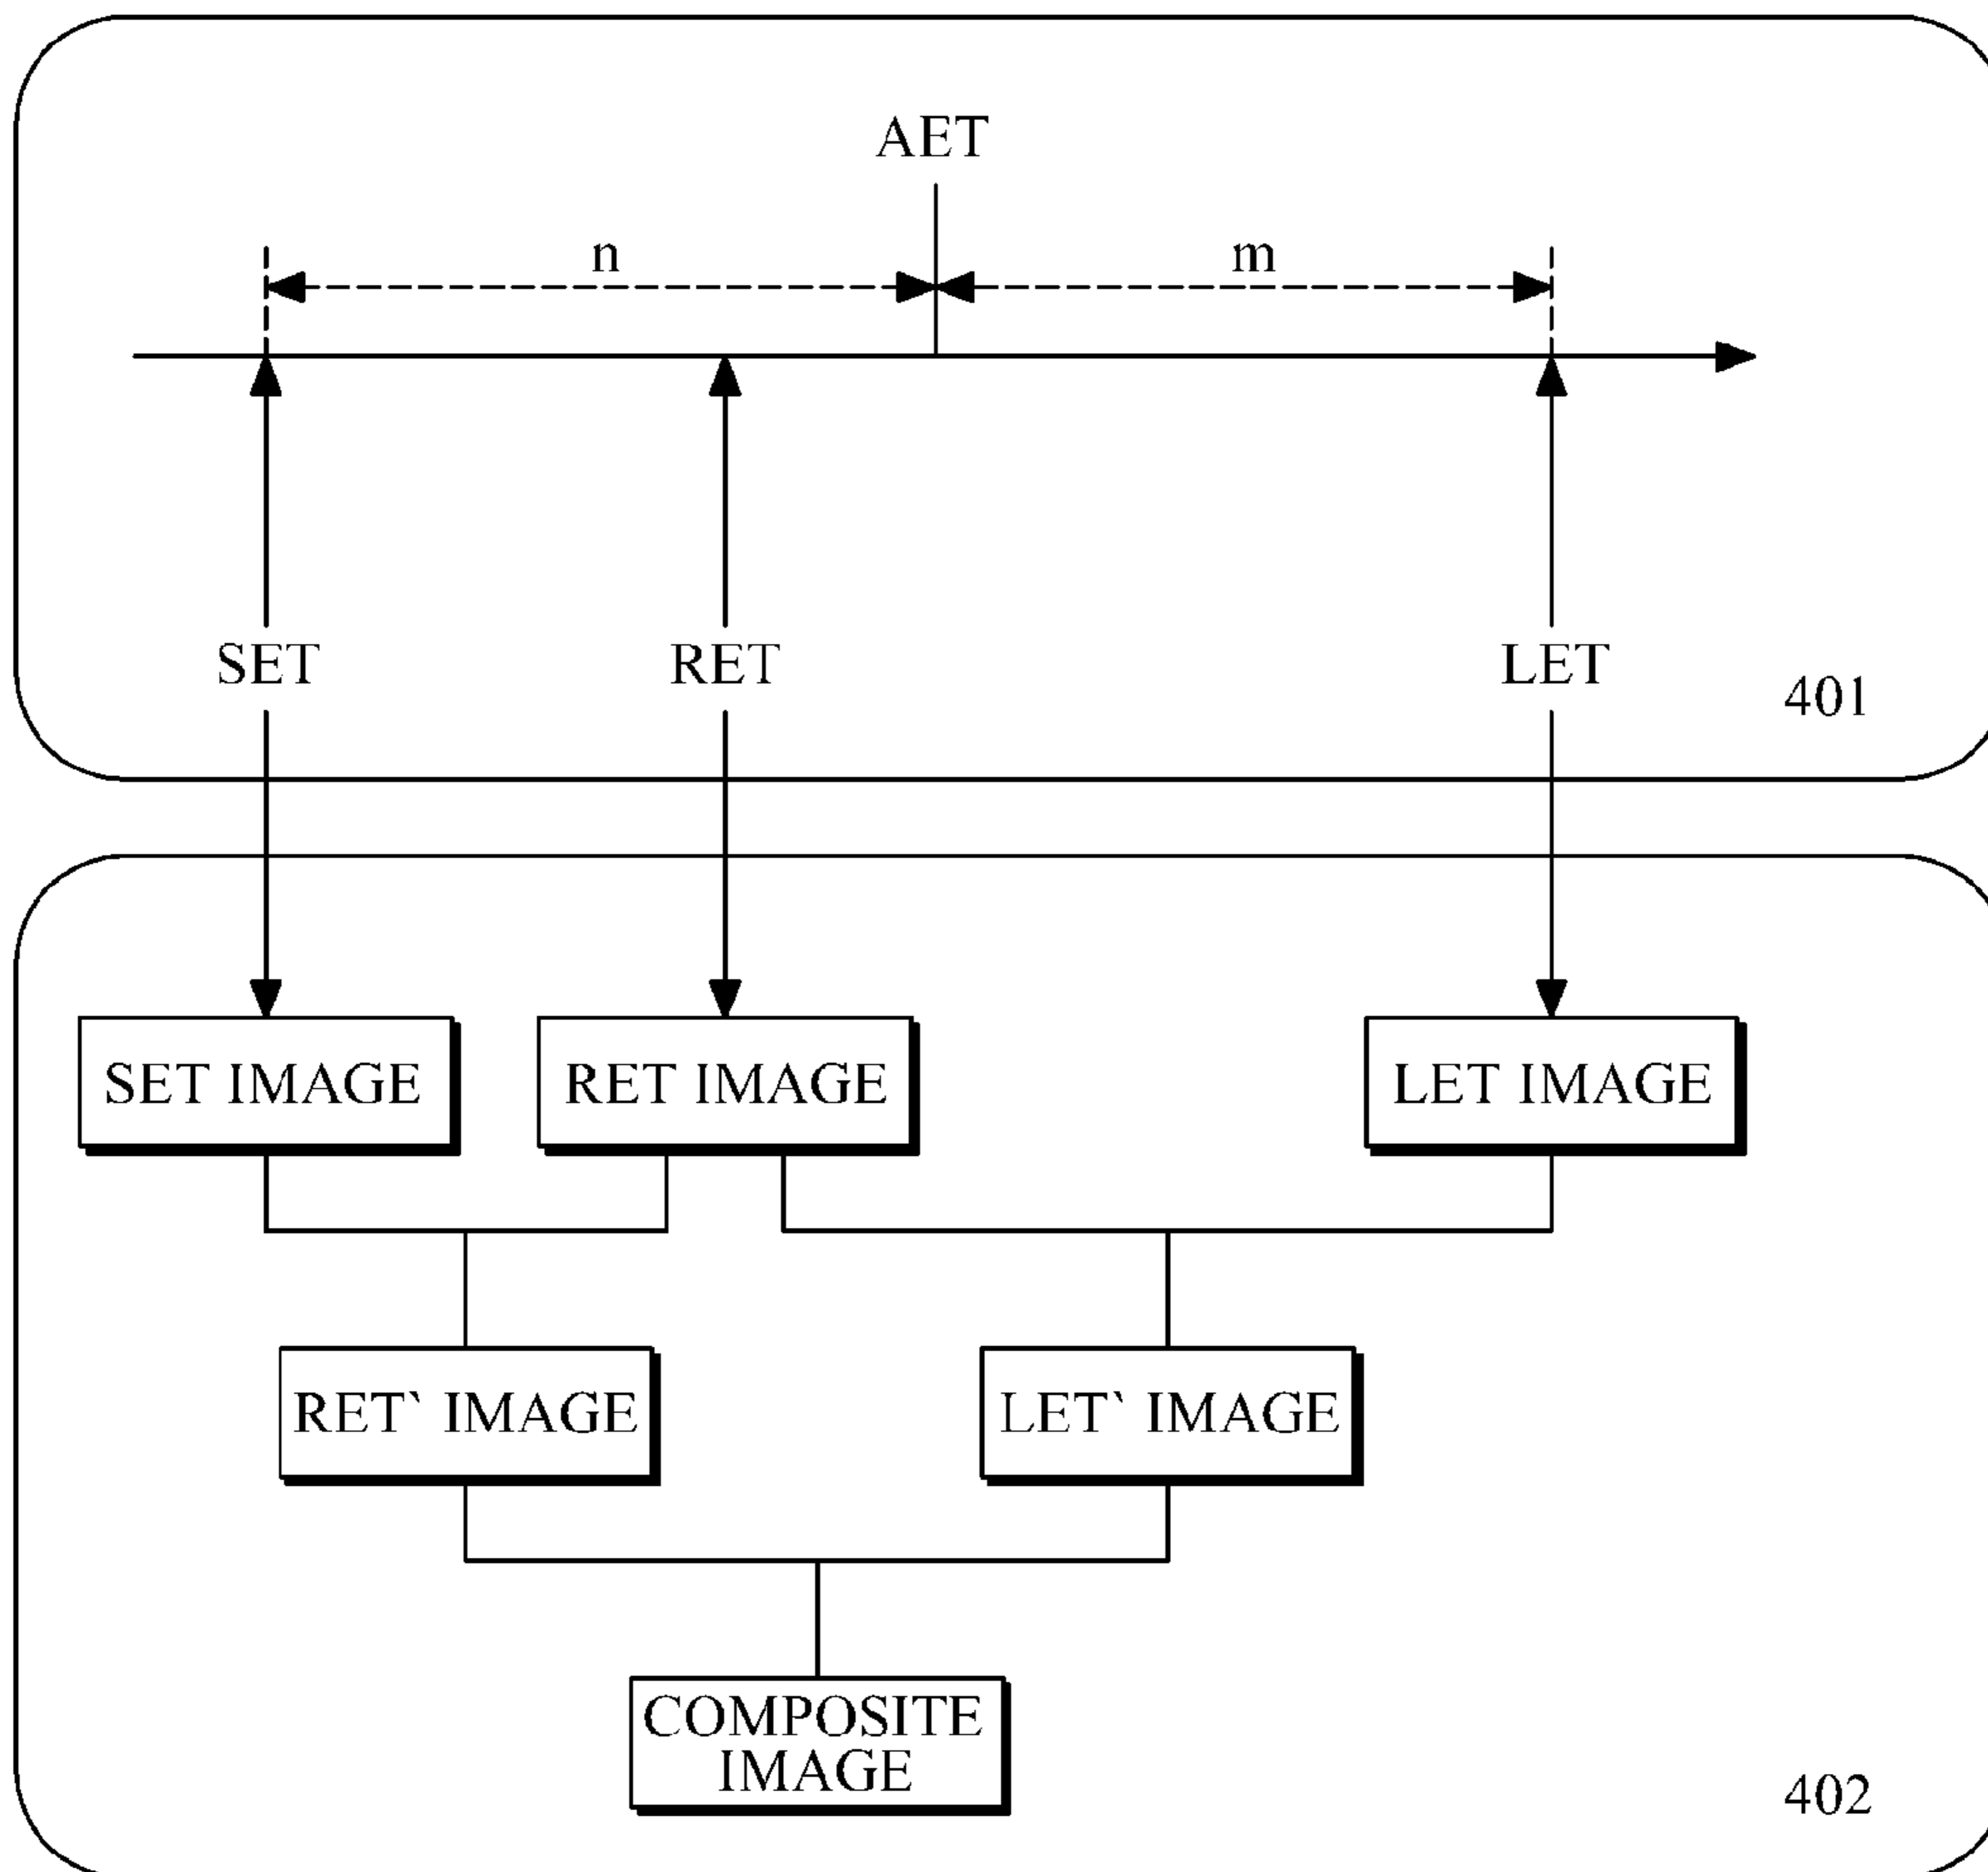 AET
n
m
SET
RET
LET
401
SET IMAGE
RET IMAGE
LET IMAGE
RET` IMAGE
LET` IMAGE
COMPOSITE
IMAGE
402